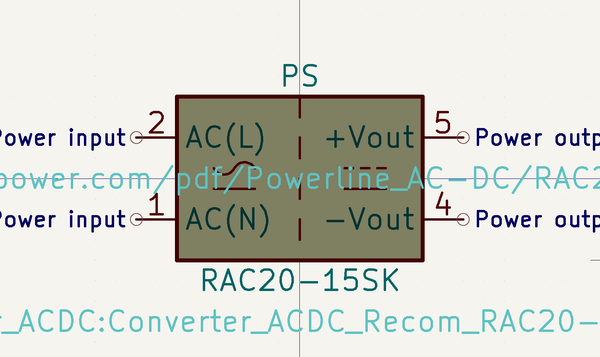 PS
2 5
Power input AC(L) +Vout Power outp
power.com/pdf/Powerline_AC-DC/RAC2
1 4
Power input AC(N) -Vout Power outp
RAC20-15SK
r_ACDC:Converter_ACDC_Recom_RAC20-